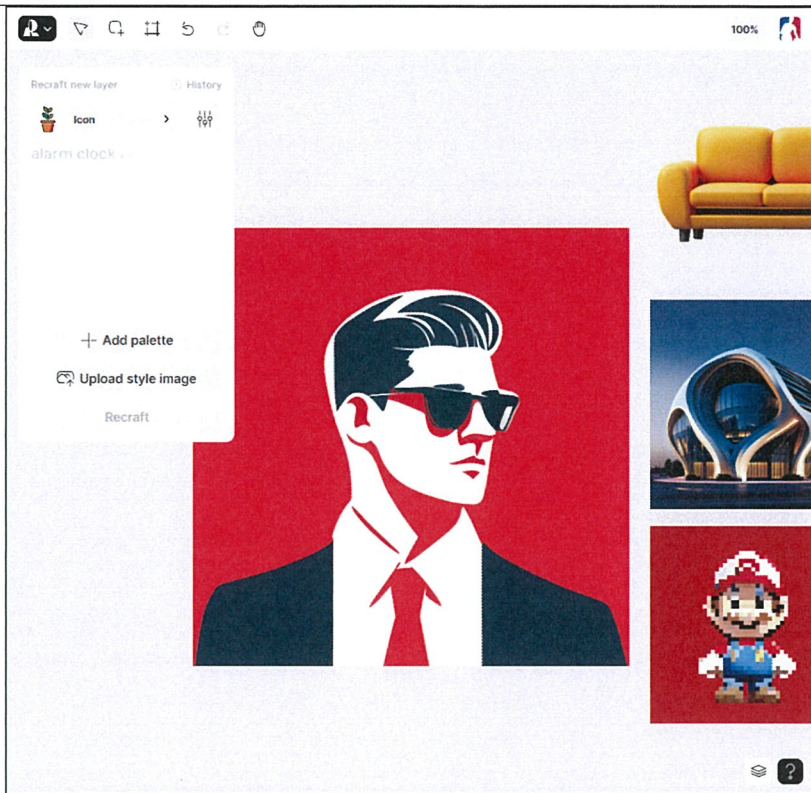 100%
Recraft new layer
History
Icon
alarm clock
Add palette
Upload style image
Recraft
?